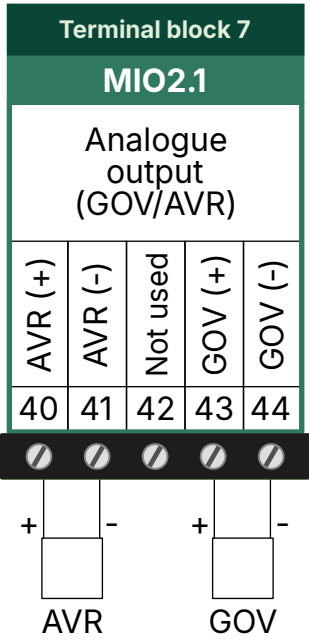 Terminal block 7
MIO2.1
Analogue
output
(GOV/AVR)
AVR (+)
AVR (-)
Not used
GOV (+)
GOV (-)
40 41 42 43 44
+ - + -
AVR GOV